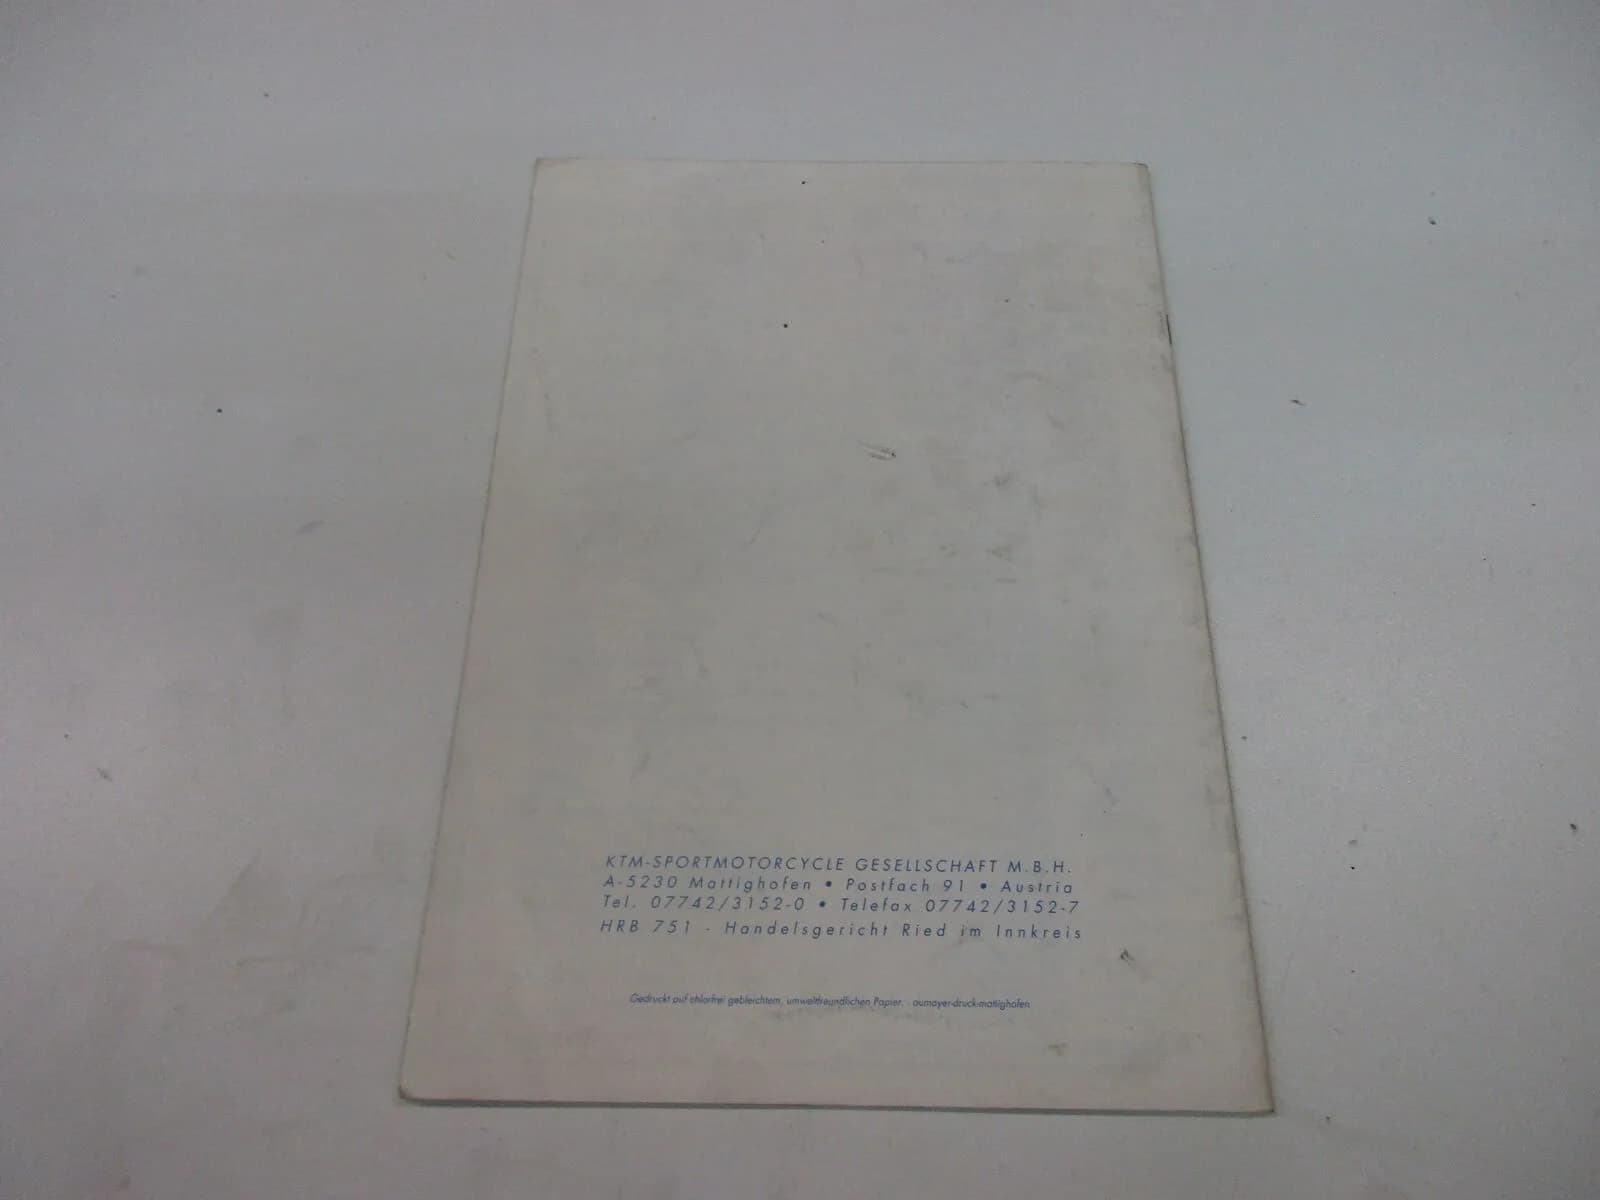 KTM-SPORTMOTORCYCLE GESELLSCHAFT M.B.H.
A-5230 Mattighofen • Postfach 91 • Austria
Tel. 07742/3152-0 • Telefax 07742/3152-7
HRB 751 - Handelsgericht Ried im Innkreis
Gedruckt auf chlorfrei gebleichtem, umweltfreundlichen Papier. · aumayer-druck-mattighofen